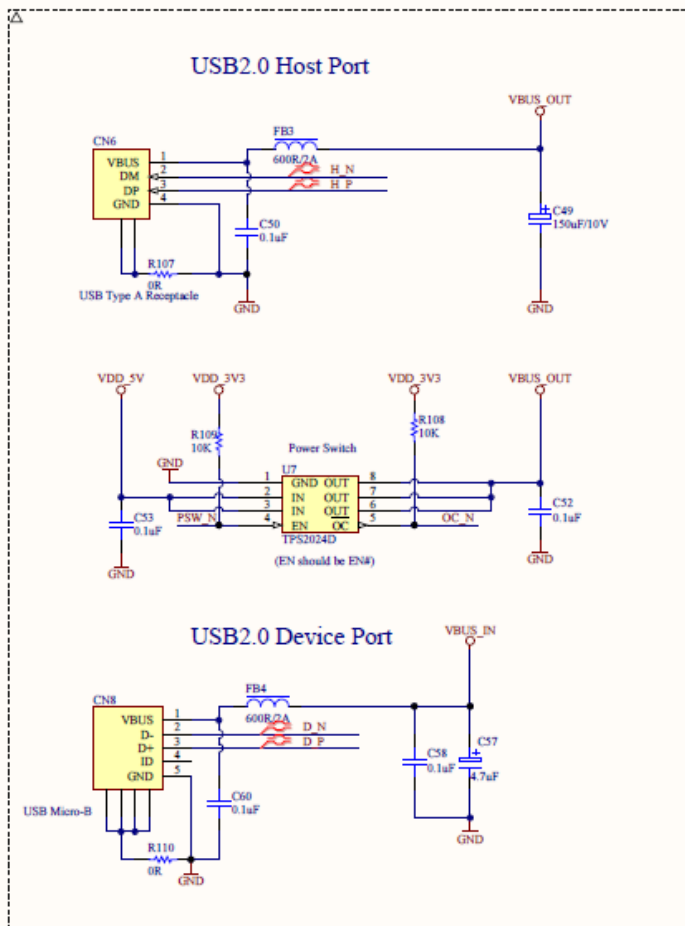 USB2.0 Host Port
VBUS_OUT
CN6
FB3
600R/2A
VBUS 1
DM 2 H_N
DP 3 H_P
GND 4
C50
0.1uF
C49
150uF/10V
R107
0R
USB Type A Receptacle
GND
GND
VDD_5V
VDD_3V3
VDD_3V3
VBUS_OUT
R109
10K
R108
10K
Power Switch
GND
U7
1 GND OUT 8
2 IN OUT 7
3 IN OUT 6
4 EN OC 5
PSW_N
OC_N
TPS2024D
C53
0.1uF
C52
0.1uF
(EN should be EN#)
GND
GND
USB2.0 Device Port
VBUS_IN
CN8
FB4
600R/2A
VBUS 1
D- 2 D_N
D+ 3 D_P
ID 4
GND 5
C58
0.1uF
C57
4.7uF
C60
0.1uF
USB Micro-B
R110
0R
GND
GND